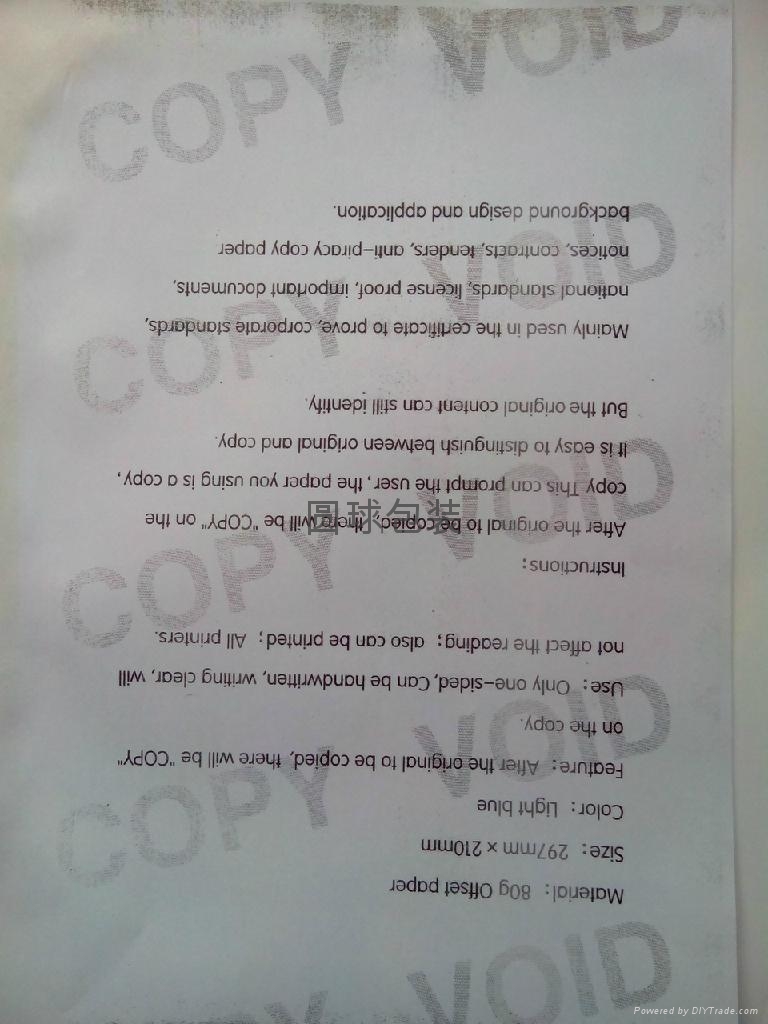 Material: 80g Offset paper
Size: 297mm x 210mm
Color: Light blue
Feature: After the original to be copied, there will be "COPY"
on the copy.
Use: Only one-sided, Can be handwritten, writing clear, will
not affect the reading; also can be printed; All printers.
Instructions:
After the original to be copied, there will be "COPY" on the
copy This can prompt the user, the paper you using is a copy,
It is easy to distinguish between original and copy.
But the original content can still identify.
Mainly used in the certificate to prove, corporate standards,
national standards, license proof, important documents,
notices, contracts, tenders, anti-piracy copy paper
background design and application.
COPY VOID
COPY VOID
COPY VOID
COPY VOID
COPY VOID
圆球包装
Powered by DIYTrade.com